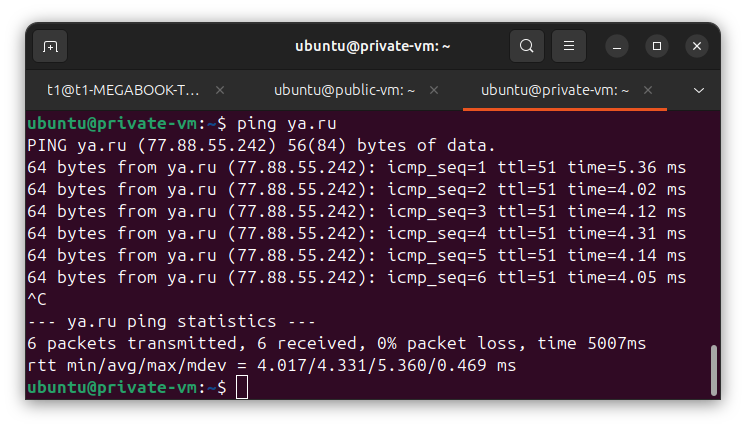 ubuntu@private-vm: ~
t1@t1-MEGABOOK-T… ubuntu@public-vm: ~ ubuntu@private-vm: ~
ubuntu@private-vm:~$ ping ya.ru
PING ya.ru (77.88.55.242) 56(84) bytes of data.
64 bytes from ya.ru (77.88.55.242): icmp_seq=1 ttl=51 time=5.36 ms
64 bytes from ya.ru (77.88.55.242): icmp_seq=2 ttl=51 time=4.02 ms
64 bytes from ya.ru (77.88.55.242): icmp_seq=3 ttl=51 time=4.12 ms
64 bytes from ya.ru (77.88.55.242): icmp_seq=4 ttl=51 time=4.31 ms
64 bytes from ya.ru (77.88.55.242): icmp_seq=5 ttl=51 time=4.14 ms
64 bytes from ya.ru (77.88.55.242): icmp_seq=6 ttl=51 time=4.05 ms
^C
--- ya.ru ping statistics ---
6 packets transmitted, 6 received, 0% packet loss, time 5007ms
rtt min/avg/max/mdev = 4.017/4.331/5.360/0.469 ms
ubuntu@private-vm:~$